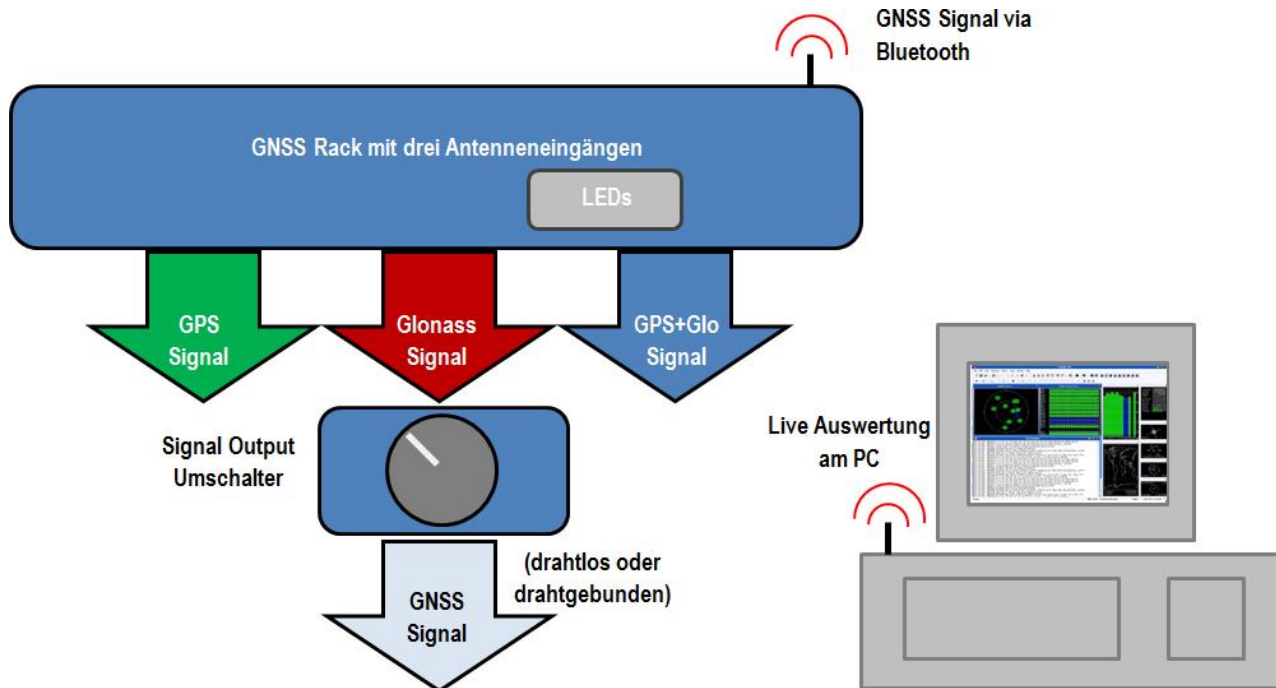 GNSS Signal via
Bluetooth
GNSS Rack mit drei Antenneneingängen
LEDs
GPS
Signal
Glonass
Signal
GPS+Glo
Signal
Signal Output
Umschalter
Live Auswertung
am PC
(drahtlos oder
drahtgebunden)
GNSS
Signal